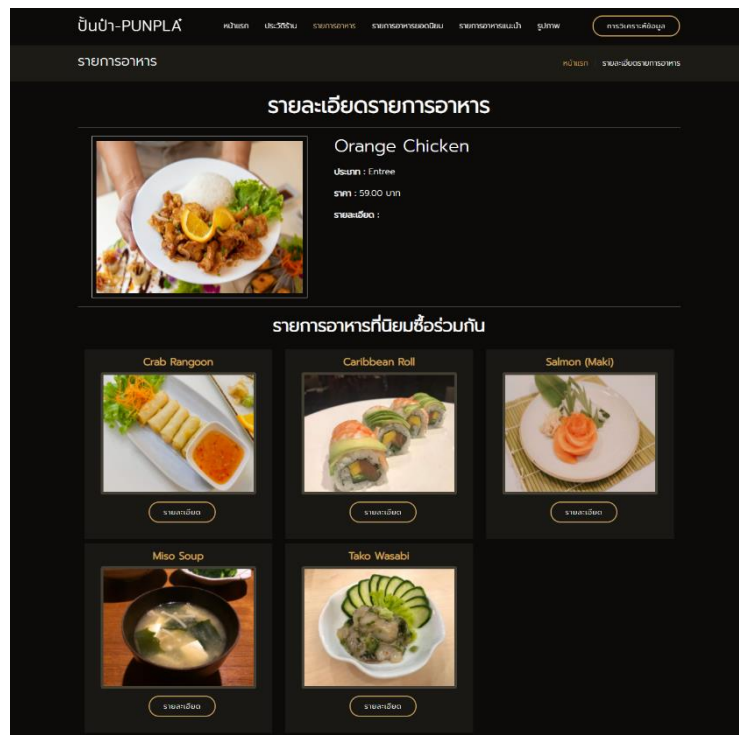 ปั้นป๋า-PUNPLA
หน้าแรก ประวัติร้าน รายการอาหาร รายการอาหารยอดนิยม รายการอาหารแนะนำ รูปภาพ การวิเคราะห์ข้อมูล
รายการอาหาร
หน้าแรก รายละเอียดรายการอาหาร
รายละเอียดรายการอาหาร
Orange Chicken
ประเภท : Entree
ราคา : 59.00 บาท
รายละเอียด :
รายการอาหารที่นิยมซื้อร่วมกัน
Crab Rangoon
Caribbean Roll
Salmon (Maki)
รายละเอียด
รายละเอียด
รายละเอียด
Miso Soup
Tako Wasabi
รายละเอียด
รายละเอียด